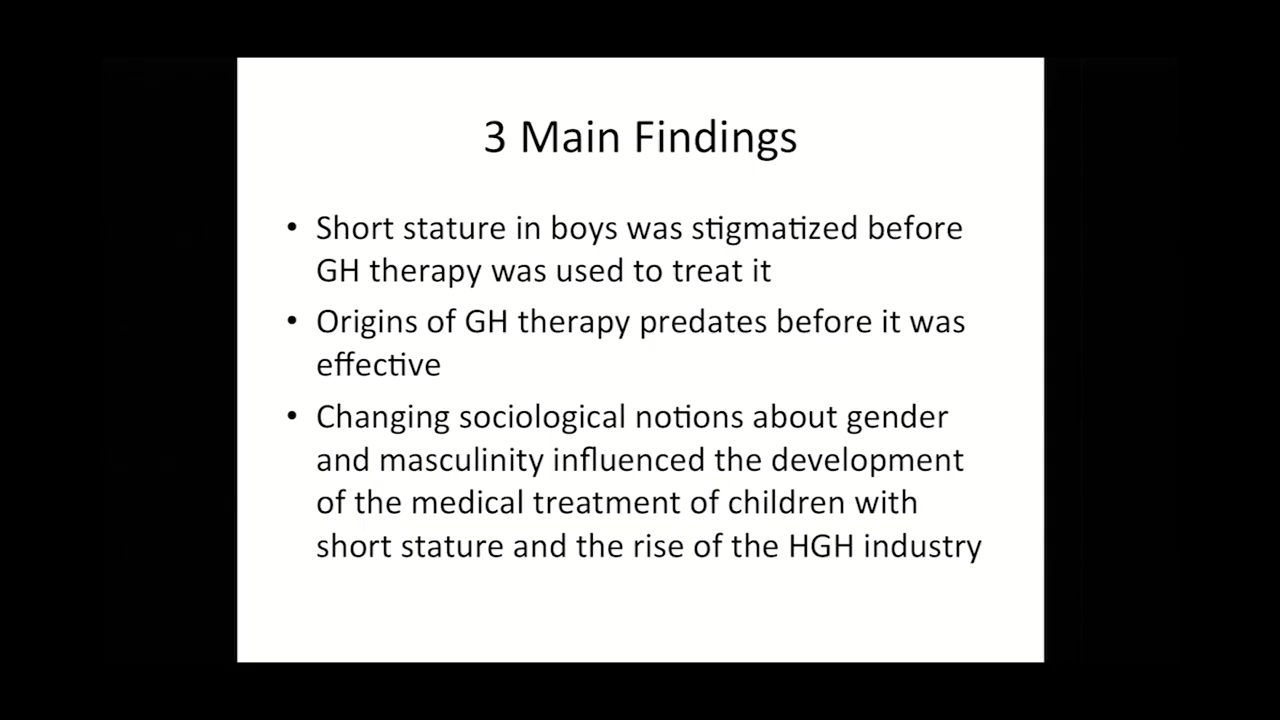 3 Main Findings
• Short stature in boys was stigmatized before
GH therapy was used to treat it
• Origins of GH therapy predates before it was
effective
• Changing sociological notions about gender
and masculinity influenced the development
of the medical treatment of children with
short stature and the rise of the HGH industry